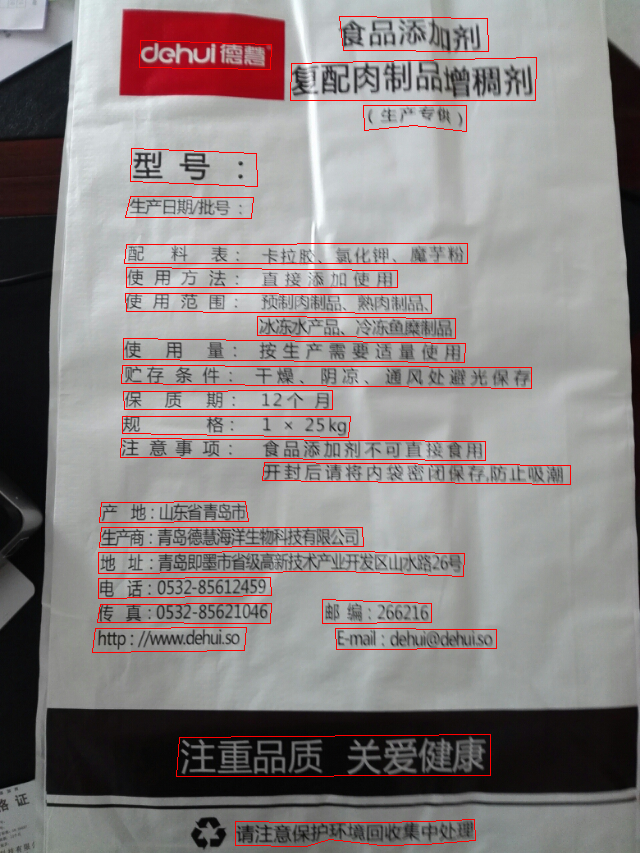 dehui 德慧
食品添加剂
复配肉制品增稠剂
(生产专供)
型 号：
生产日期/批号：
配 料 表：卡拉胶、氯化钾、魔芋粉
使 用 方 法：直接添加使用
使 用 范 围：预制肉制品、熟肉制品、
冰冻水产品、冷冻鱼糜制品
使 用 量：按生产需要适量使用
贮 存 条 件：干燥、阴凉、通风处避光保存
保 质 期：12个月
规 格：1 × 25kg
注 意 事 项：食品添加剂不可直接食用
开封后请将内袋密闭保存,防止吸潮
产 地：山东省青岛市
生产商：青岛德慧海洋生物科技有限公司
地 址：青岛即墨市省级高新技术产业开发区山水路26号
电 话：0532-85612459
传 真：0532-85621046 邮 编：266216
http：//www.dehui.so E-mail：dehui@dehui.so
注重品质 关爱健康
请注意保护环境回收集中处理
格 证